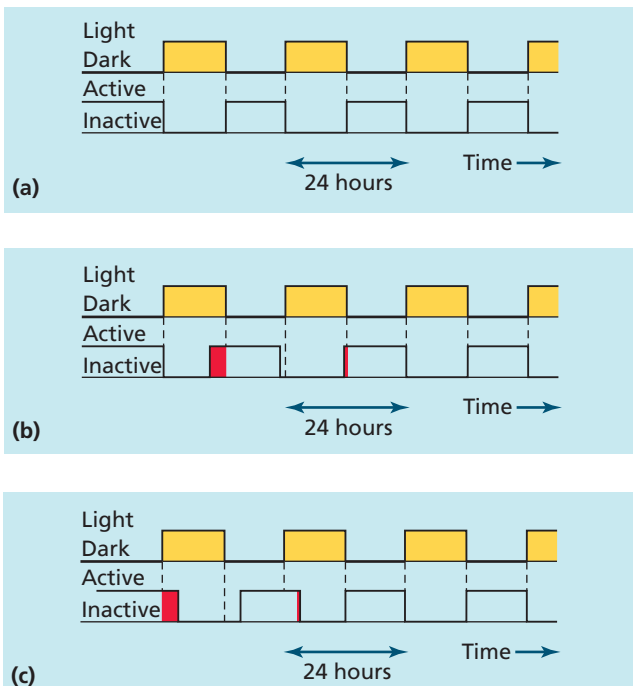 Light
Dark
Active
Inactive
24 hours
Time
(a)
Light
Dark
Active
Inactive
24 hours
Time
(b)
Light
Dark
Active
Inactive
24 hours
Time
(c)